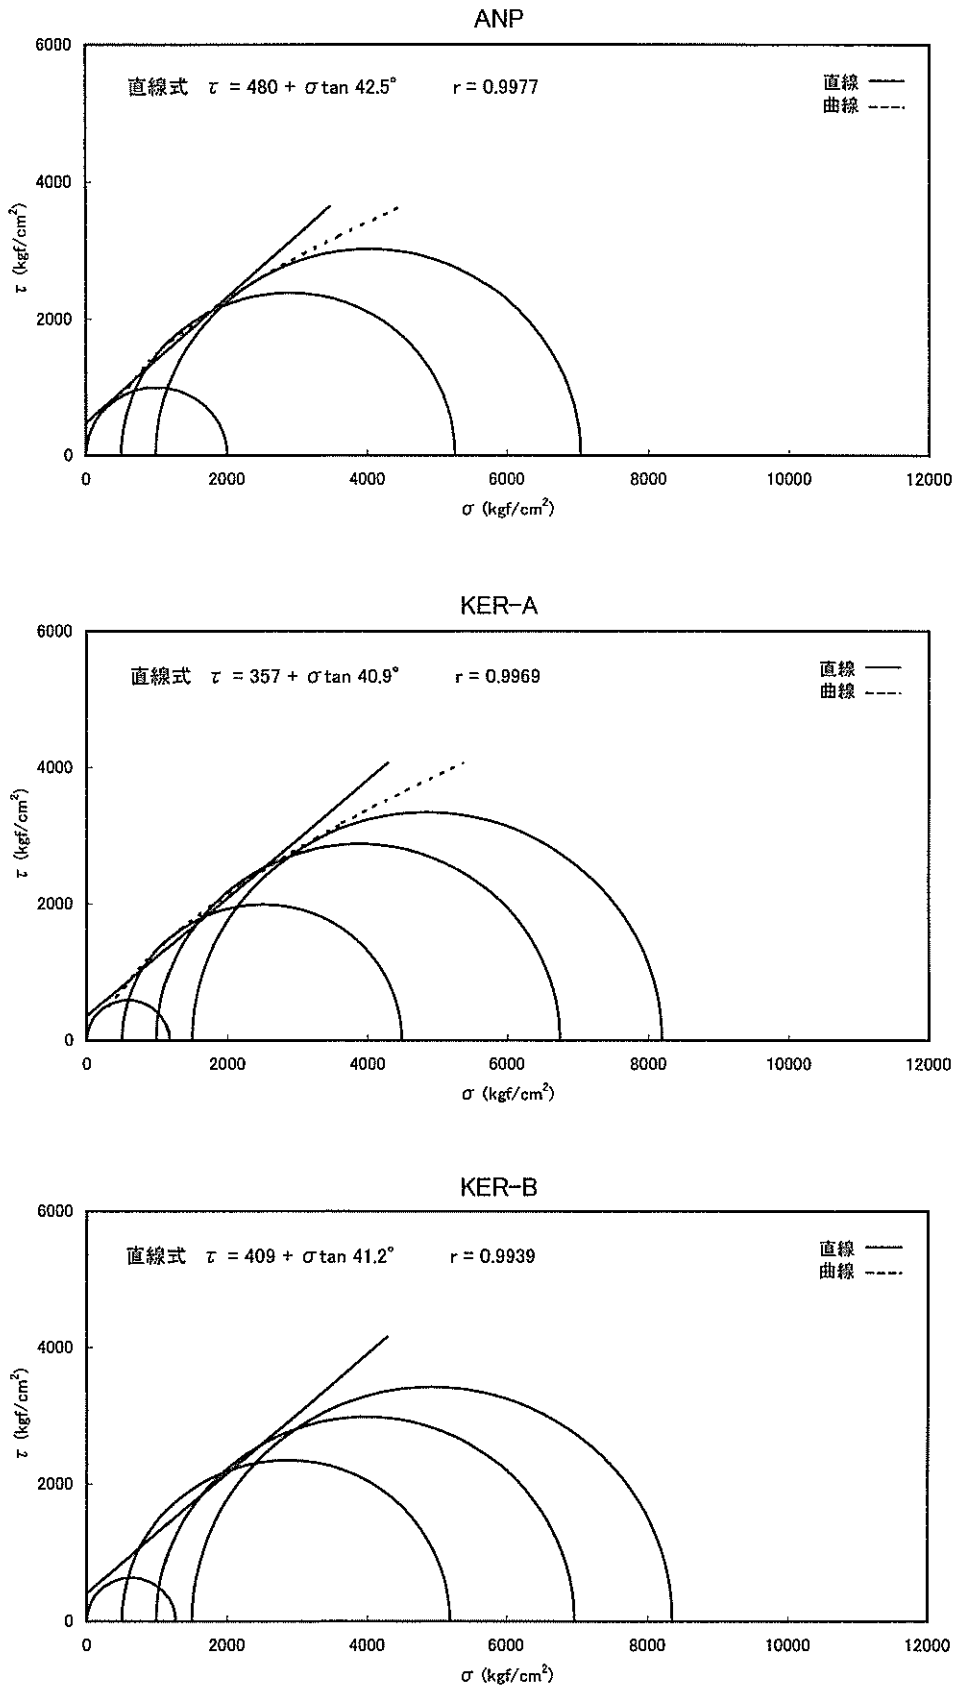 ANP
6000
直線式 τ = 480 + σtan 42.5° r = 0.9977
直線
曲線
4000
τ (kgf/cm²)
2000
0
0 2000 4000 6000 8000 10000 12000
σ (kgf/cm²)
KER-A
6000
直線式 τ = 357 + σtan 40.9° r = 0.9969
直線
曲線
4000
τ (kgf/cm²)
2000
0
0 2000 4000 6000 8000 10000 12000
σ (kgf/cm²)
KER-B
6000
直線式 τ = 409 + σtan 41.2° r = 0.9939
直線
曲線
4000
τ (kgf/cm²)
2000
0
0 2000 4000 6000 8000 10000 12000
σ (kgf/cm²)